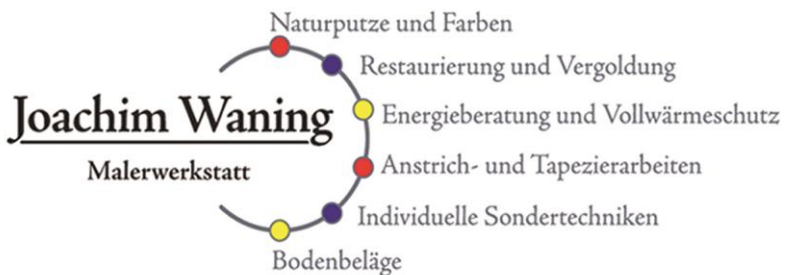 Naturputze und Farben
Restaurierung und Vergoldung
Joachim Waning
Energieberatung und Vollwärmeschutz
Malerwerkstatt
Anstrich- und Tapezierarbeiten
Individuelle Sondertechniken
Bodenbeläge